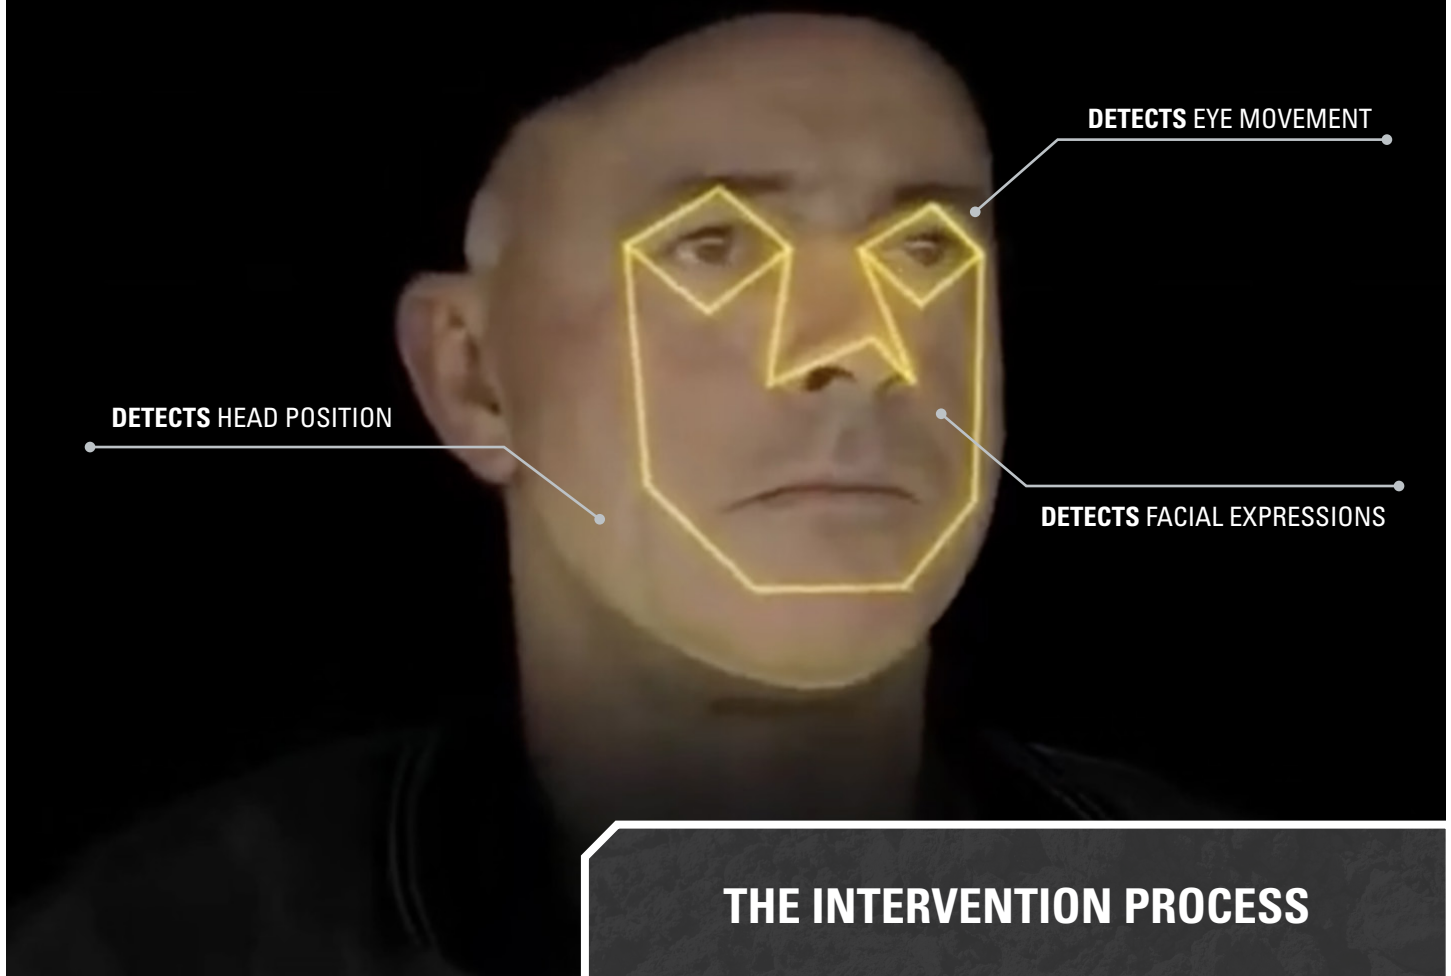 DETECTS EYE MOVEMENT
DETECTS HEAD POSITION
DETECTS FACIAL EXPRESSIONS
THE INTERVENTION PROCESS